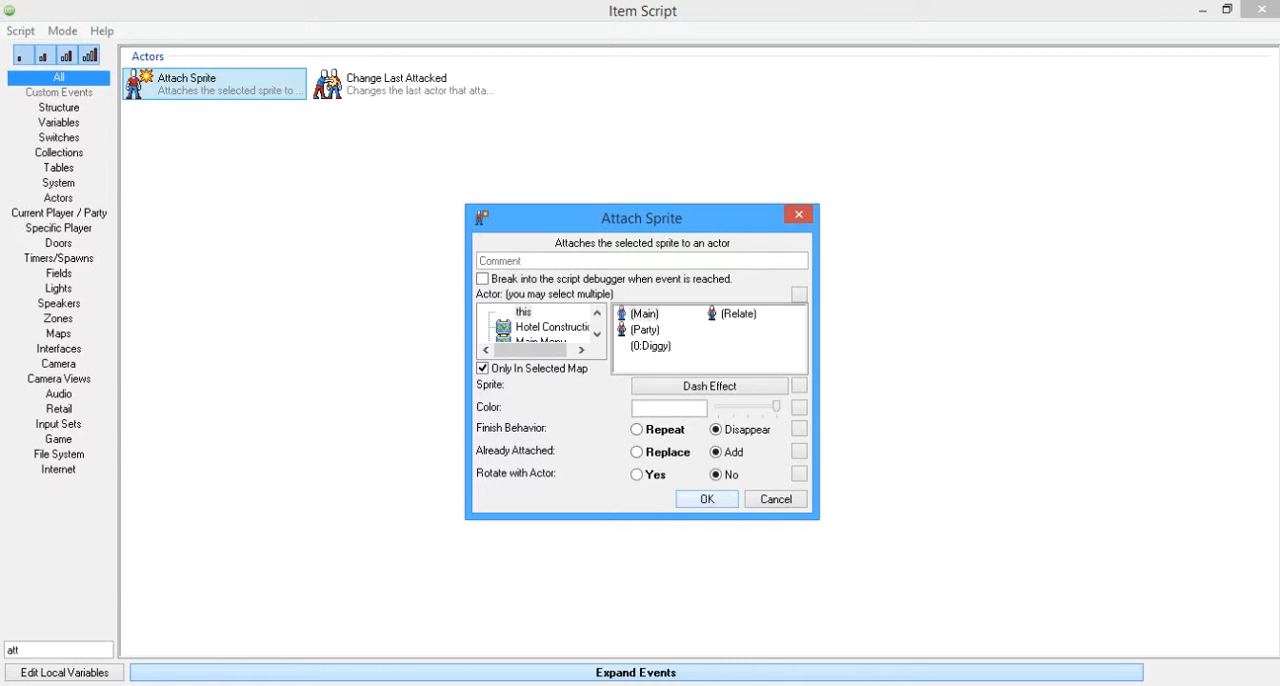 Item Script
Script Mode Help
All
Custom Events
Structure
Variables
Switches
Collections
Tables
System
Actors
Current Player / Party
Specific Player
Doors
Timers/Spawns
Fields
Lights
Speakers
Zones
Maps
Interfaces
Camera
Camera Views
Audio
Retail
Input Sets
Game
File System
Internet
att
Edit Local Variables
Actors
Attach Sprite
Attaches the selected sprite to ...
Change Last Attacked
Changes the last actor that atta...
Attach Sprite
Attaches the selected sprite to an actor
Comment
Break into the script debugger when event is reached.
Actor: (you may select multiple)
this
Hotel Constructi
Main Menu
(Main) (Relate)
(Party)
(0:Diggy)
Only In Selected Map
Sprite: Dash Effect
Color:
Finish Behavior: Repeat Disappear
Already Attached: Replace Add
Rotate with Actor: Yes No
OK Cancel
Expand Events